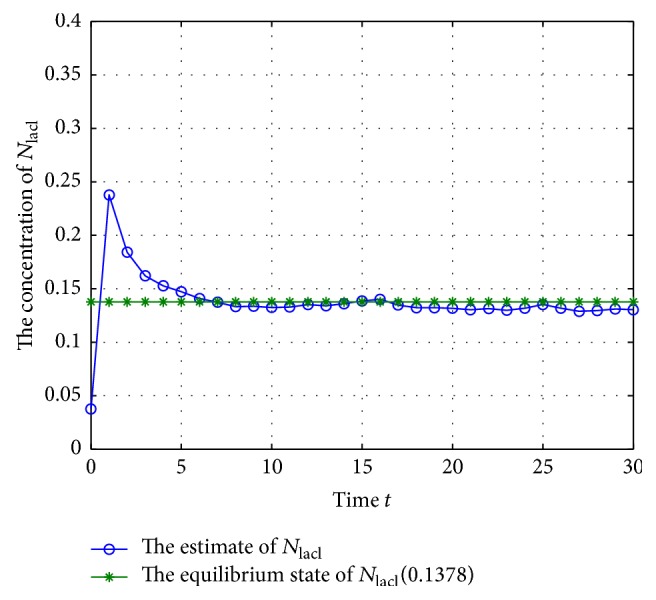 The concentration of N_lacl
0.4
0.35
0.3
0.25
0.2
0.15
0.1
0.05
0
0 5 10 15 20 25 30
Time t
The estimate of N_lacl
The equilibrium state of N_lacl (0.1378)